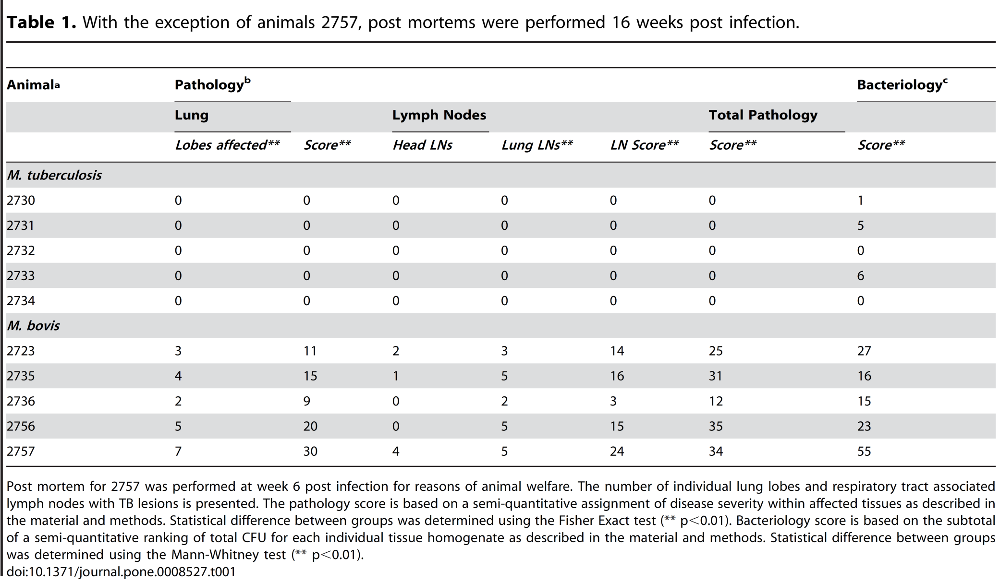 Table 1. With the exception of animals 2757, post mortems were performed 16 weeks post infection.
Animala Pathologyb Bacteriologyc
Lung Lymph Nodes Total Pathology
Lobes affected** Score** Head LNs Lung LNs** LN Score** Score** Score**
M. tuberculosis
2730 0 0 0 0 0 0 1
2731 0 0 0 0 0 0 5
2732 0 0 0 0 0 0 0
2733 0 0 0 0 0 0 6
2734 0 0 0 0 0 0 0
M. bovis
2723 3 11 2 3 14 25 27
2735 4 15 1 5 16 31 16
2736 2 9 0 2 3 12 15
2756 5 20 0 5 15 35 23
2757 7 30 4 5 24 34 55
Post mortem for 2757 was performed at week 6 post infection for reasons of animal welfare. The number of individual lung lobes and respiratory tract associated
lymph nodes with TB lesions is presented. The pathology score is based on a semi-quantitative assignment of disease severity within affected tissues as described in
the material and methods. Statistical difference between groups was determined using the Fisher Exact test (** p<0.01). Bacteriology score is based on the subtotal
of a semi-quantitative ranking of total CFU for each individual tissue homogenate as described in the material and methods. Statistical difference between groups
was determined using the Mann-Whitney test (** p<0.01).
doi:10.1371/journal.pone.0008527.t001